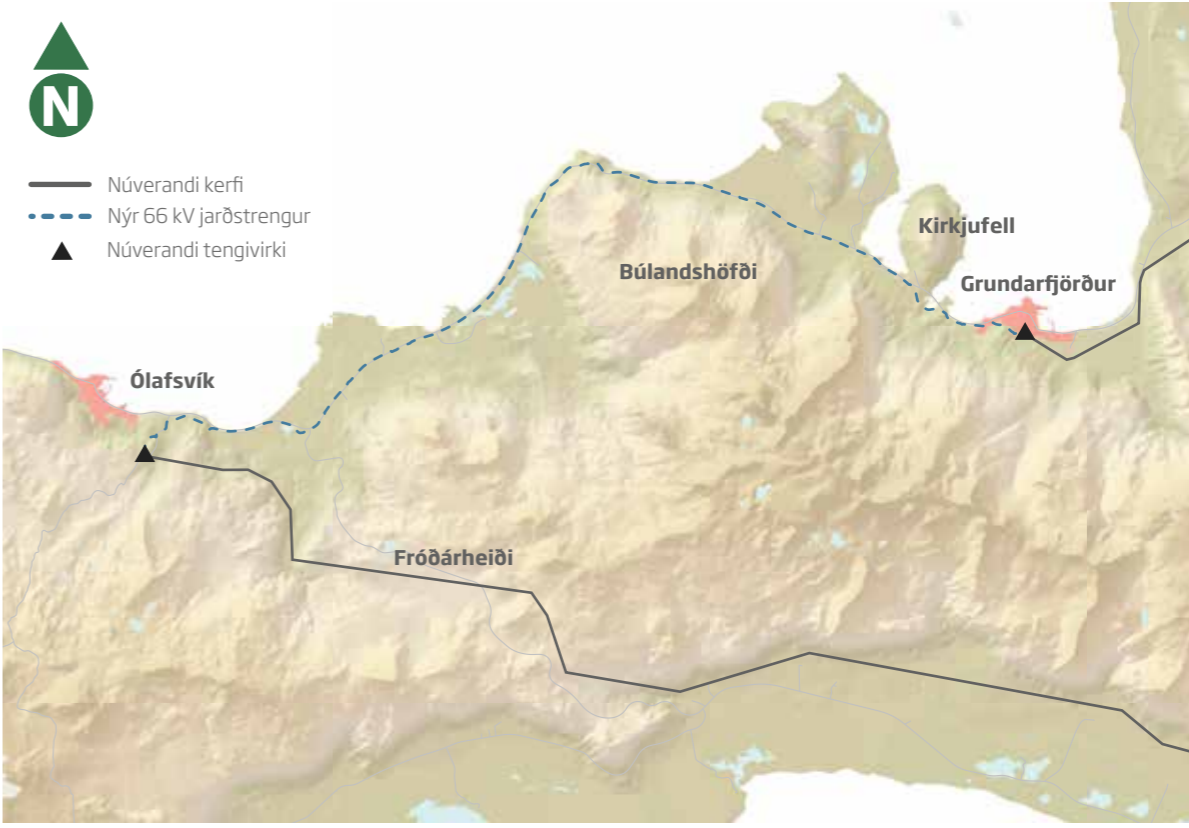 N
Núverandi kerfi
Nýr 66 kV jarðstrengur
Núverandi tengivirki
Kirkjufell
Búlandshöfði
Grundarfjörður
Ólafsvík
Fróðárheiði